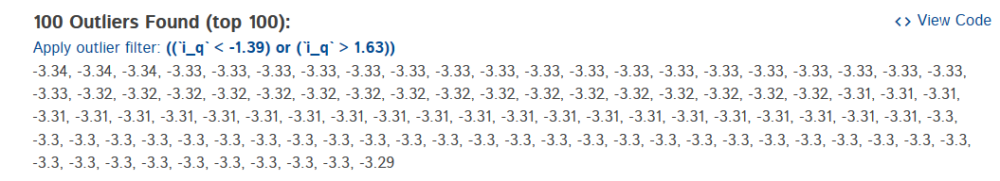 100 Outliers Found (top 100):
<> View Code
Apply outlier filter: ((`i_q` < -1.39) or (`i_q` > 1.63))
-3.34, -3.34, -3.34, -3.33, -3.33, -3.33, -3.33, -3.33, -3.33, -3.33, -3.33, -3.33, -3.33, -3.33, -3.33, -3.33, -3.33, -3.33, -3.33, -3.33, -3.33,
-3.33, -3.32, -3.32, -3.32, -3.32, -3.32, -3.32, -3.32, -3.32, -3.32, -3.32, -3.32, -3.32, -3.32, -3.32, -3.32, -3.32, -3.32, -3.31, -3.31, -3.31,
-3.31, -3.31, -3.31, -3.31, -3.31, -3.31, -3.31, -3.31, -3.31, -3.31, -3.31, -3.31, -3.31, -3.31, -3.31, -3.31, -3.31, -3.31, -3.31, -3.31, -3.31, -3.3,
-3.3, -3.3, -3.3, -3.3, -3.3, -3.3, -3.3, -3.3, -3.3, -3.3, -3.3, -3.3, -3.3, -3.3, -3.3, -3.3, -3.3, -3.3, -3.3, -3.3, -3.3, -3.3, -3.3, -3.3, -3.3, -3.3,
-3.3, -3.3, -3.3, -3.3, -3.3, -3.3, -3.3, -3.3, -3.3, -3.29